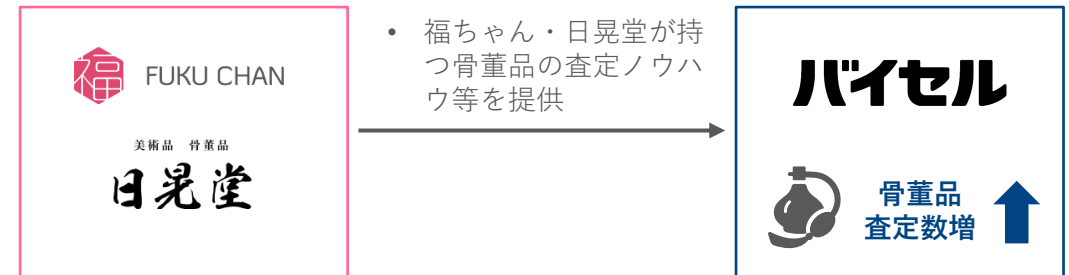 福
FUKU CHAN
美術品 骨董品
日晃堂
• 福ちゃん・日晃堂が持
つ骨董品の査定ノウハ
ウ等を提供
バイセル
骨董品
査定数増